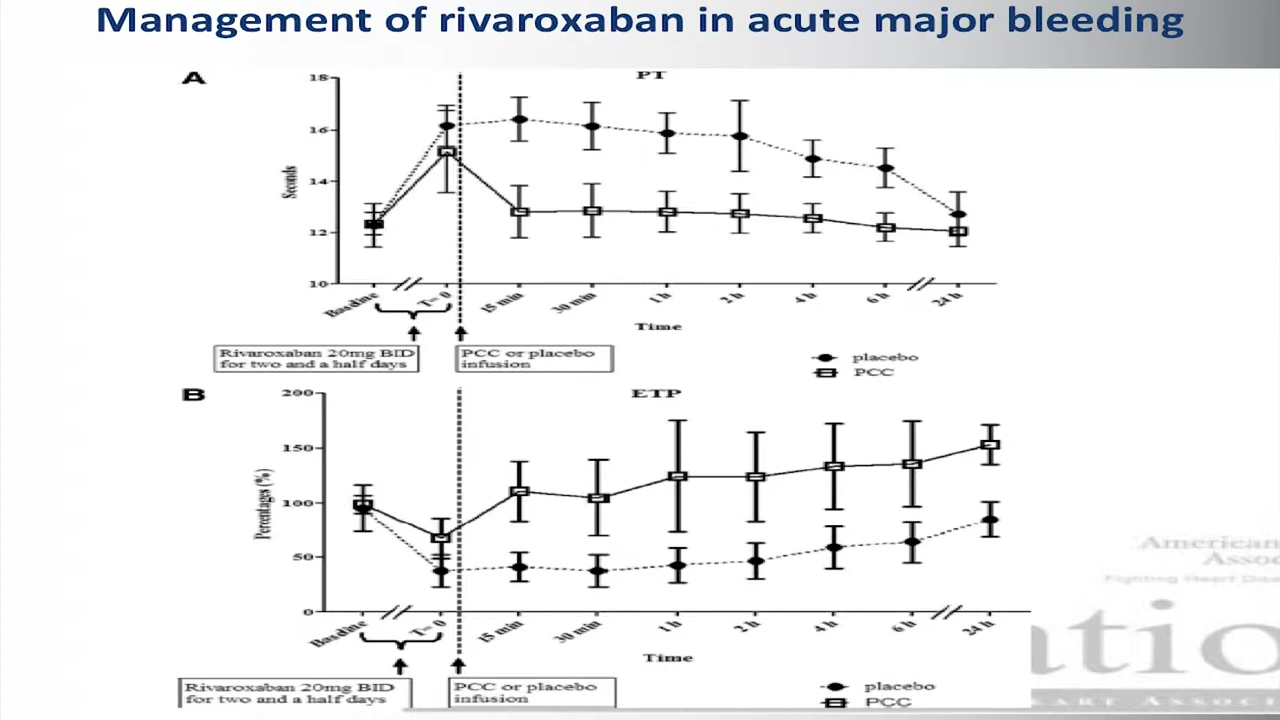 Management of rivaroxaban in acute major bleeding
A
PT
18
16
14
12
10
Seconds
Baseline
T= 0
15 min
30 min
1 h
2 h
4 h
6 h
24 h
Time
Rivaroxaban 20mg BID
for two and a half days
PCC or placebo
infusion
placebo
PCC
B
ETP
200
150
100
50
0
Percentages (%)
Baseline
T= 0
15 min
30 min
1 h
2 h
4 h
6 h
24 h
Time
Rivaroxaban 20mg BID
for two and a half days
PCC or placebo
infusion
placebo
PCC
American
Fighting Heart